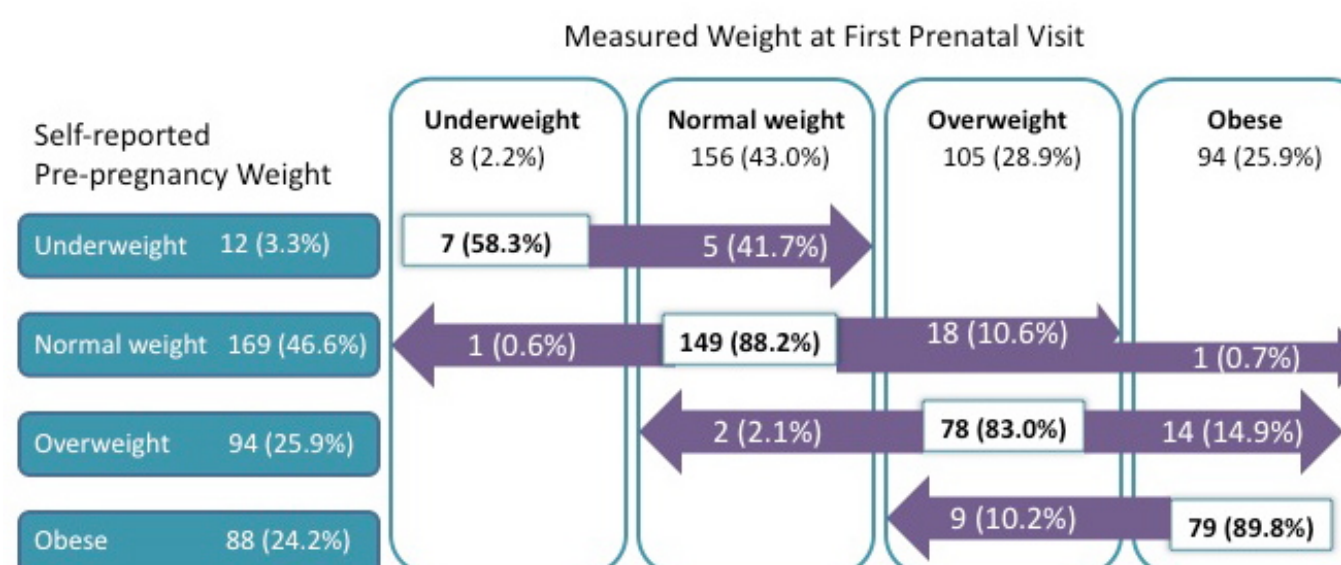 Measured Weight at First Prenatal Visit
Self-reported
Pre-pregnancy Weight
Underweight
8 (2.2%)
Normal weight
156 (43.0%)
Overweight
105 (28.9%)
Obese
94 (25.9%)
Underweight 12 (3.3%)
7 (58.3%)
5 (41.7%)
Normal weight 169 (46.6%)
1 (0.6%)
149 (88.2%)
18 (10.6%)
1 (0.7%)
Overweight 94 (25.9%)
2 (2.1%)
78 (83.0%)
14 (14.9%)
Obese 88 (24.2%)
9 (10.2%)
79 (89.8%)